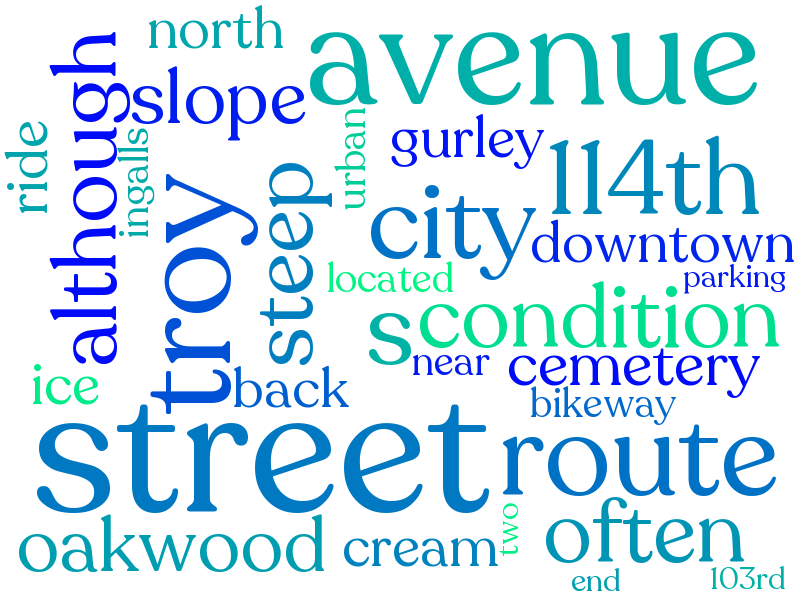 north
avenue
although
slope
ride
ingalls
urban
gurley
114th
troy
steep
city
downtown
located
parking
s
condition
near
cemetery
ice
back
bikeway
street
route
two
often
oakwood
cream
end
103rd